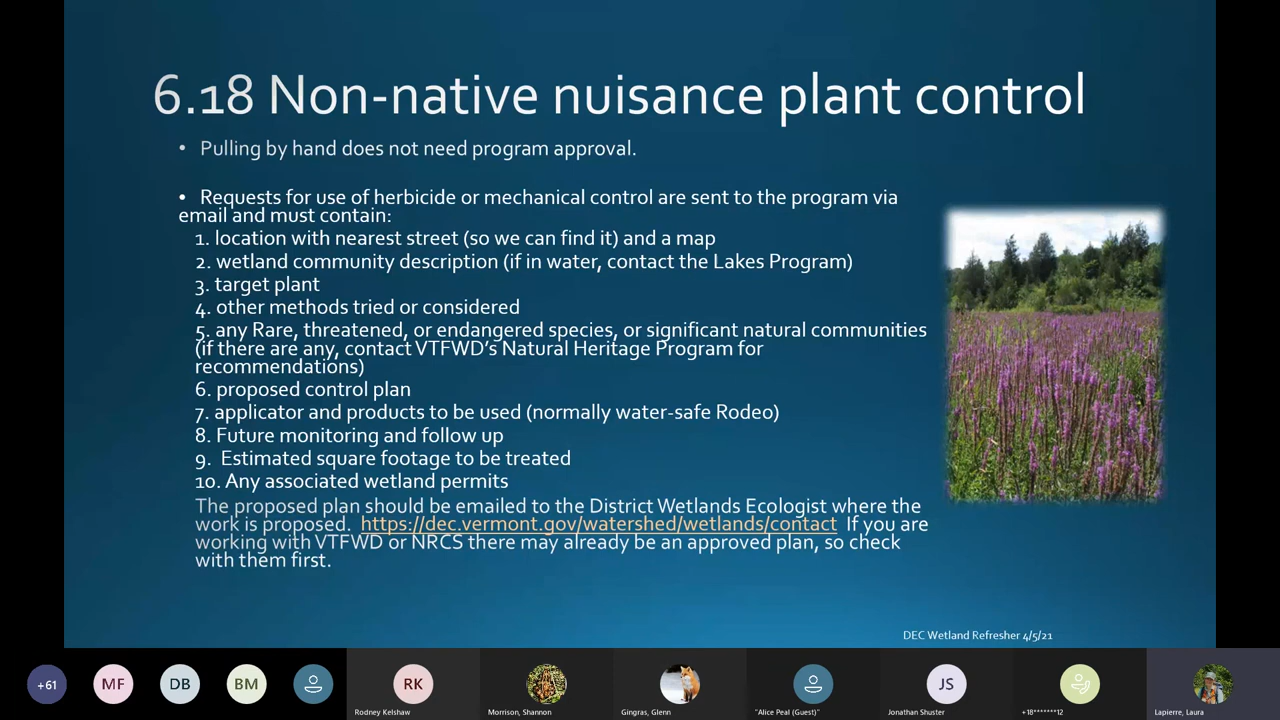 6.18 Non-native nuisance plant control
• Pulling by hand does not need program approval.
• Requests for use of herbicide or mechanical control are sent to the program via
email and must contain:
1. location with nearest street (so we can find it) and a map
2. wetland community description (if in water, contact the Lakes Program)
3. target plant
4. other methods tried or considered
5. any Rare, threatened, or endangered species, or significant natural communities
(if there are any, contact VTFWD's Natural Heritage Program for
recommendations)
6. proposed control plan
7. applicator and products to be used (normally water-safe Rodeo)
8. Future monitoring and follow up
9. Estimated square footage to be treated
10. Any associated wetland permits
The proposed plan should be emailed to the District Wetlands Ecologist where the
work is proposed. https://dec.vermont.gov/watershed/wetlands/contact If you are
working with VTFWD or NRCS there may already be an approved plan, so check
with them first.
DEC Wetland Refresher 4/5/21
+61 MF DB BM RK JS
Rodney Kelshaw Morrison, Shannon Gingras, Glenn "Alice Peal (Guest)" Jonathan Shuster +18*******12 Lapierre, Laura